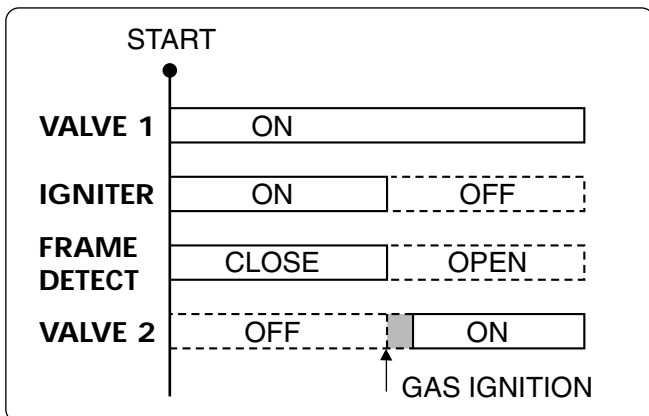 START
VALVE 1 ON
IGNITER ON OFF
FRAME
DETECT CLOSE OPEN
VALVE 2 OFF ON
GAS IGNITION